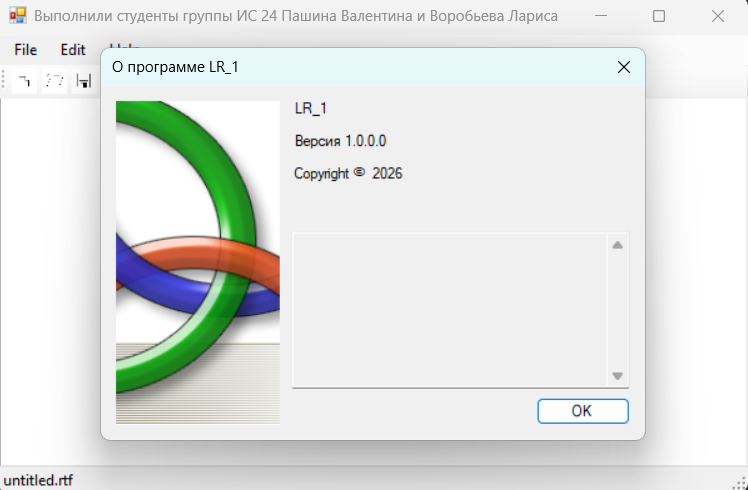 Выполнили студенты группы ИС 24 Пашина Валентина и Воробьева Лариса
File Edit Help
О программе LR_1
LR_1
Версия 1.0.0.0
Copyright © 2026
OK
untitled.rtf